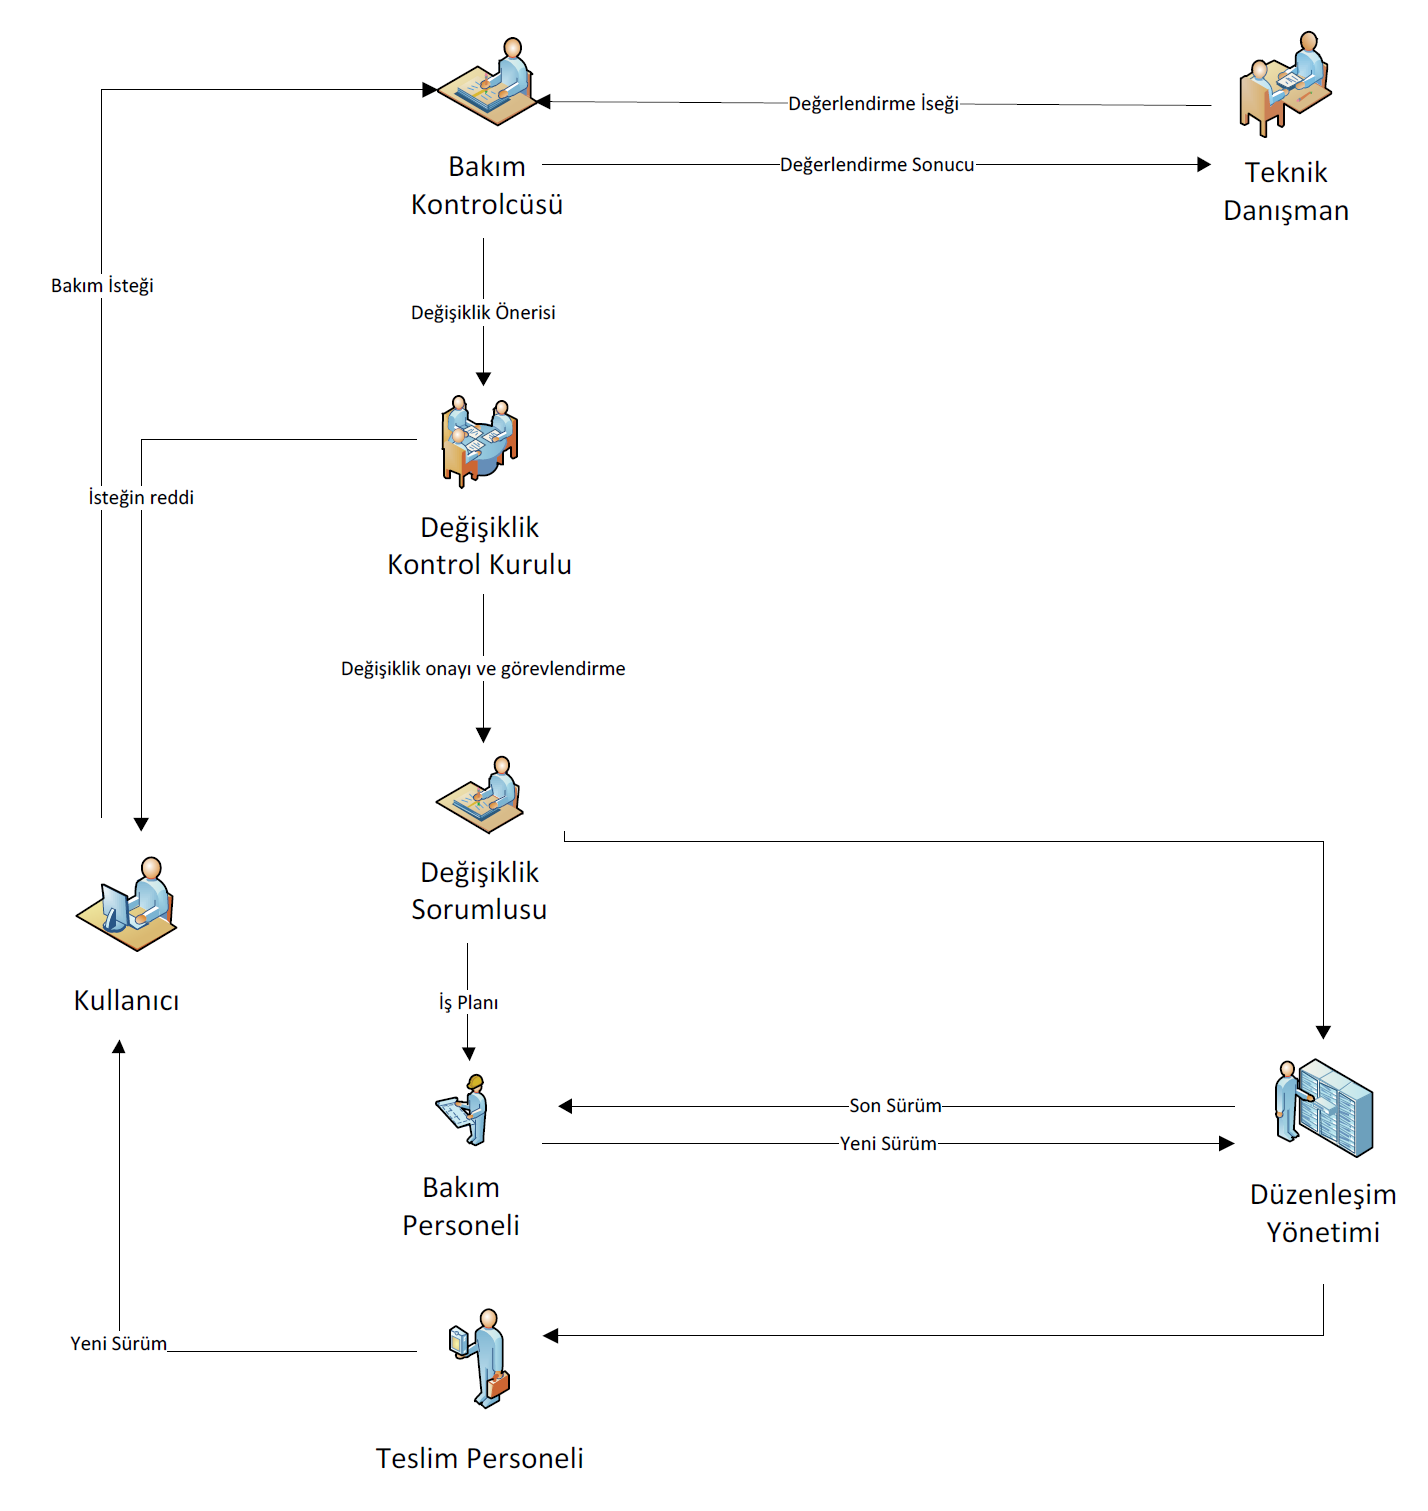 Değerlendirme İseği
Değerlendirme Sonucu
Bakım
Kontrolcüsü
Teknik
Danışman
Bakım İsteği
Değişiklik Önerisi
İsteğin reddi
Değişiklik
Kontrol Kurulu
Değişiklik onayı ve görevlendirme
Değişiklik
Sorumlusu
Kullanıcı
İş Planı
Son Sürüm
Yeni Sürüm
Bakım
Personeli
Düzenleşim
Yönetimi
Yeni Sürüm
Teslim Personeli